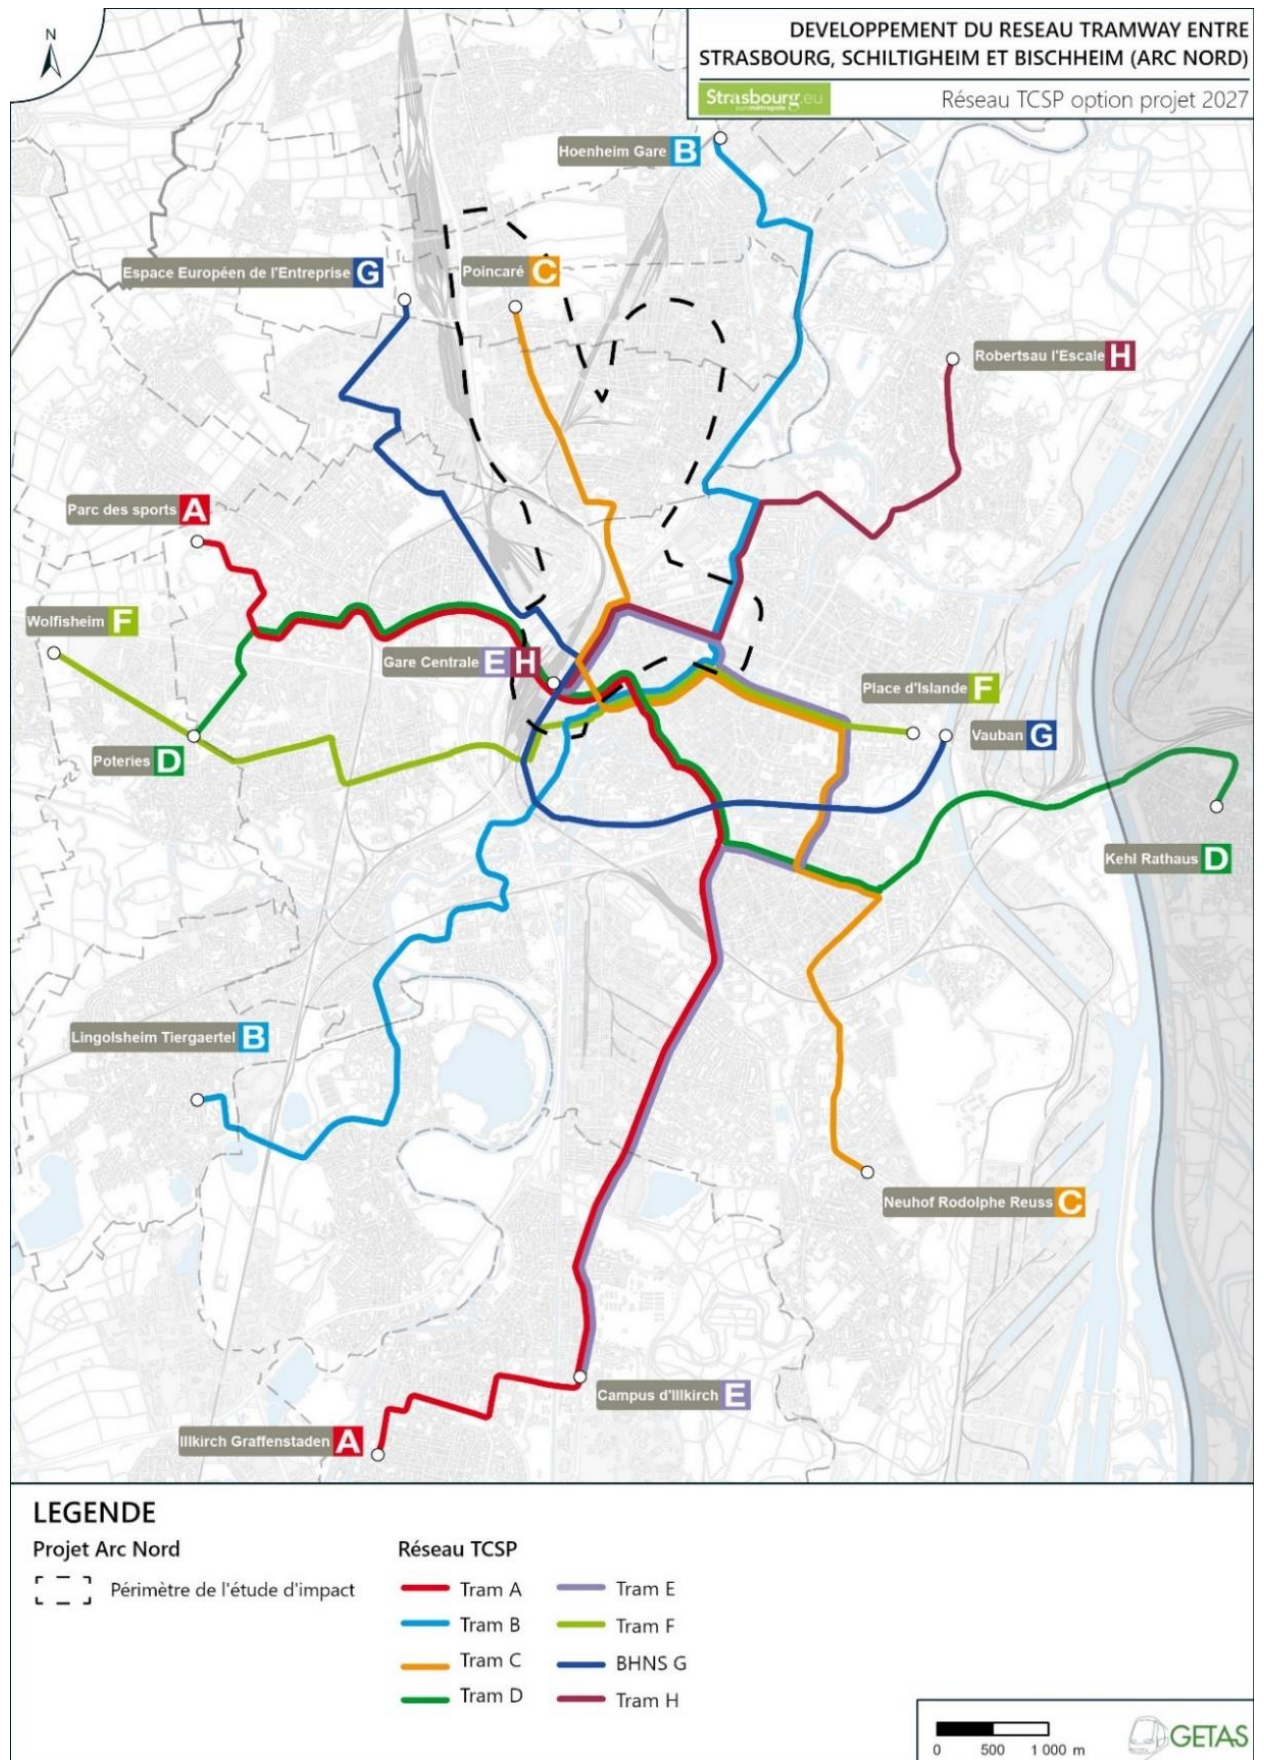 N
DEVELOPPEMENT DU RESEAU TRAMWAY ENTRE
STRASBOURG, SCHILTIGHEIM ET BISCHHEIM (ARC NORD)
Strasbourg.eu
eurométropole
Réseau TCSP option projet 2027
Hoenheim Gare B
Espace Européen de l'Entreprise G
Poincaré C
Robertsau l'Escale H
Parc des sports A
Wolfisheim F
Gare Centrale E H
Place d'Islande F
Vauban G
Poteries D
Kehl Rathaus D
Lingolsheim Tiergaertel B
Neuhof Rodolphe Reuss C
Campus d'Illkirch E
Illkirch Graffenstaden A
LEGENDE
Projet Arc Nord
Périmètre de l'étude d'impact
Réseau TCSP
Tram A
Tram B
Tram C
Tram D
Tram E
Tram F
BHNS G
Tram H
0 500 1 000 m
GETAS